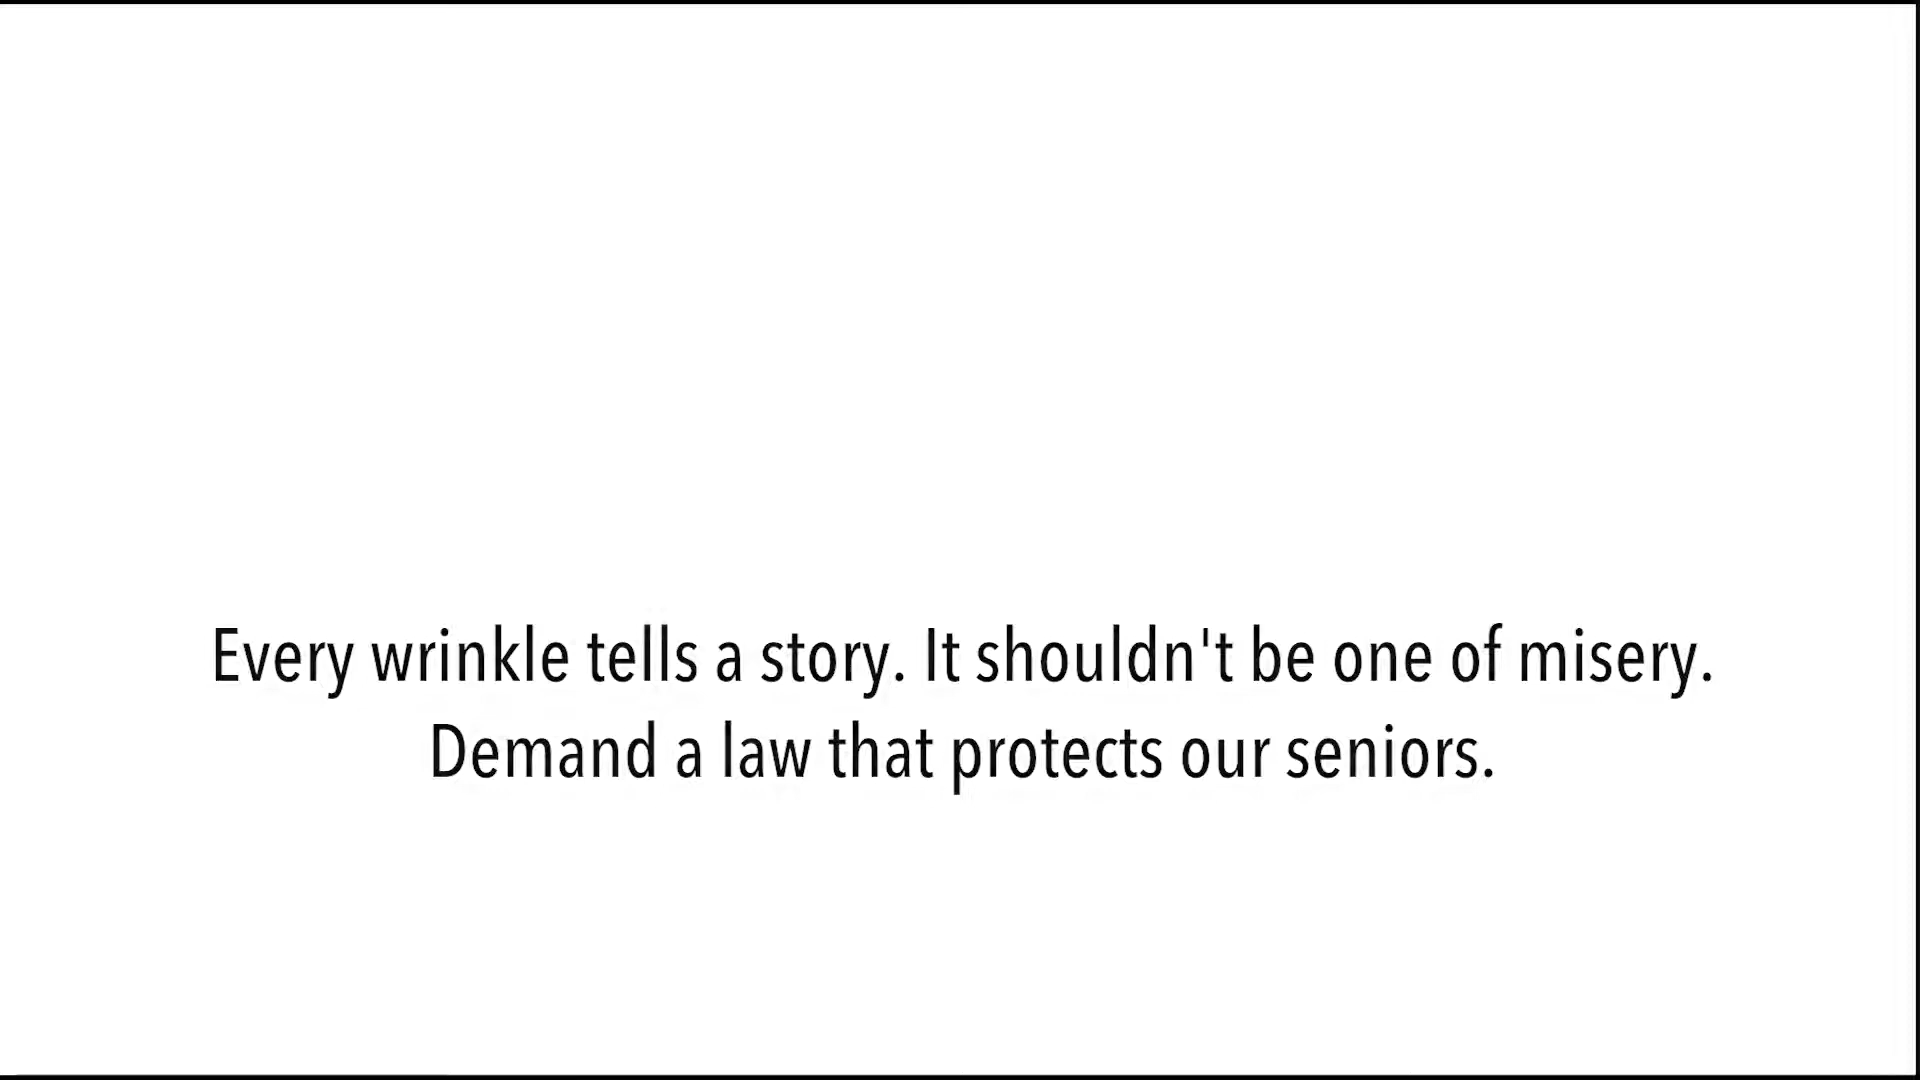 Every wrinkle tells a story. It shouldn't be one of misery.
Demand a law that protects our seniors.